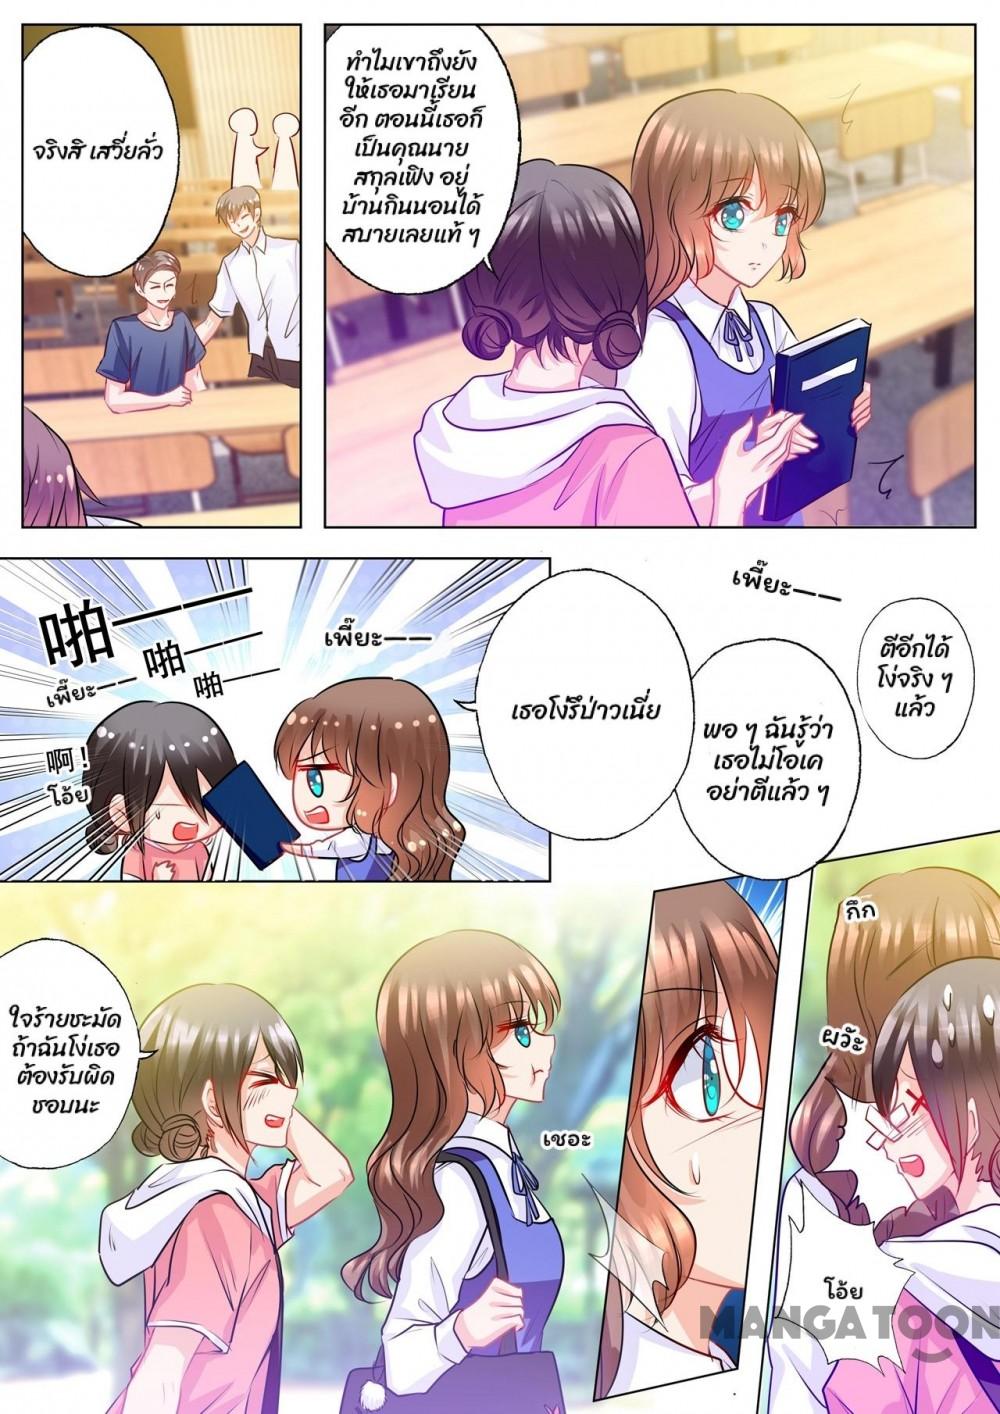 จริงสิ เสวี่ยลั่ว
ทำไมเขาถึงยัง
ให้เธอมาเรียน
อีก ตอนนี้เธอก็
เป็นคุณนาย
สกุลเฟิง อยู่
บ้านกินนอนได้
สบายเลยแท้ ๆ
啪——
เพี๊ยะ——
啪——
啪——
เพี๊ยะ——
啊!
โอ้ย
เธอโง่รึป่าวเนี่ย
เพี๊ยะ——
พอ ๆ ฉันรู้ว่า
เธอไม่โอเค
อย่าตีแล้ว ๆ
ตีอีกได้
โง่จริง ๆ
แล้ว
ใจร้ายชะมัด
ถ้าฉันโง่เธอ
ต้องรับผิด
ชอบนะ
เชอะ
กึก
ผวัะ
โอ้ย
MANGATOON